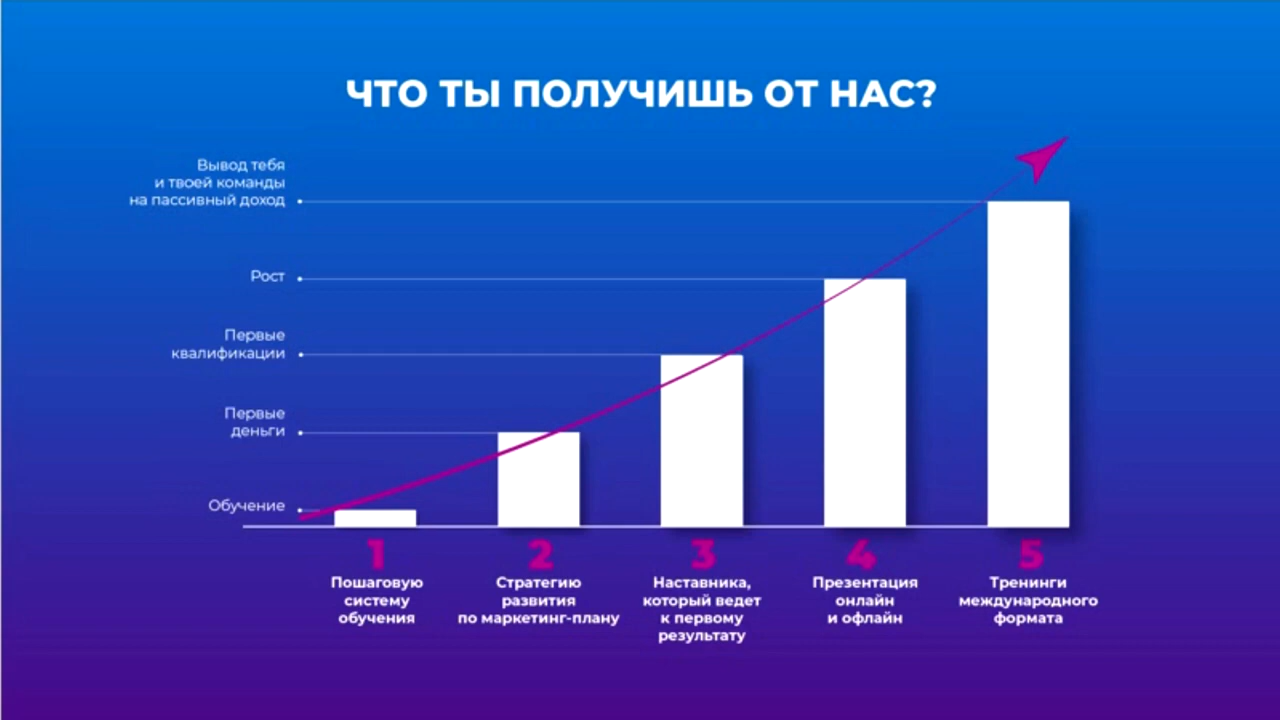 ЧТО ТЫ ПОЛУЧИШЬ ОТ НАС?
Вывод тебя
и твоей команды
на пассивный доход
Рост
Первые
квалификации
Первые
деньги
Обучение
1
Пошаговую
систему
обучения
2
Стратегию
развития
по маркетинг-плану
3
Наставника,
который ведет
к первому
результату
4
Презентация
онлайн
и офлайн
5
Тренинги
международного
формата